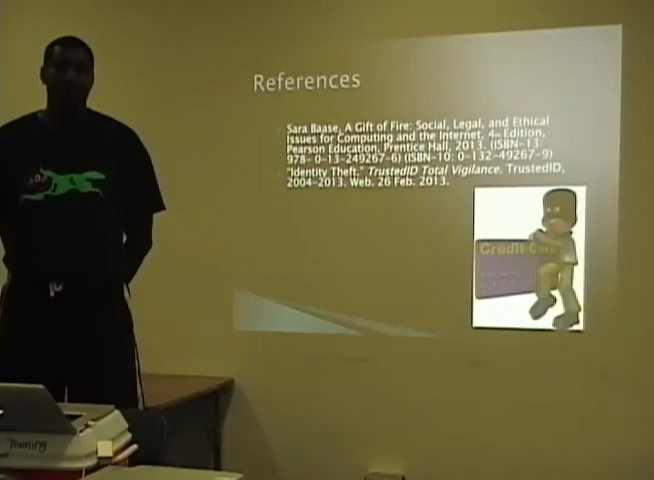 References
Sara Baase, A Gift of Fire: Social, Legal, and Ethical
Issues for Computing and the Internet, 4th Edition,
Pearson Education, Prentice Hall, 2013. (ISBN-13:
978-0-13-249267-6) (ISBN-10: 0-132-49267-9)
"Identity Theft." TrustedID Total Vigilance. TrustedID,
2004-2013. Web. 26 Feb. 2013.
Credit Card
Training